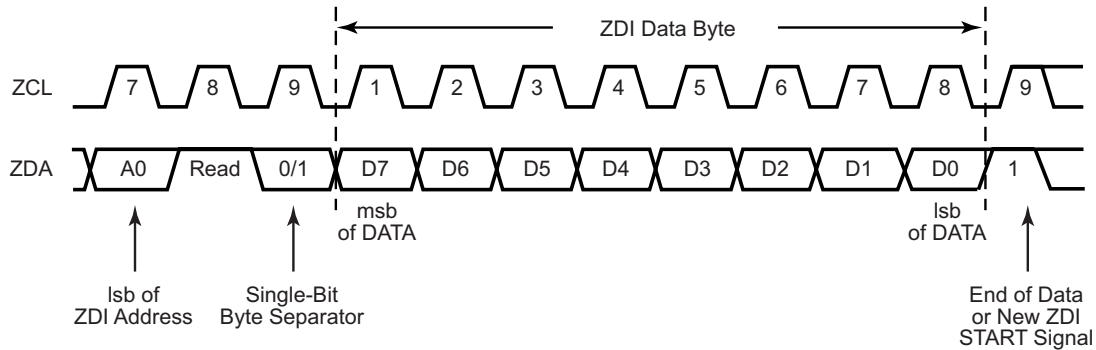 ZDI Data Byte
ZCL 7 8 9 1 2 3 4 5 6 7 8 9
ZDA A0 Read 0/1 D7 D6 D5 D4 D3 D2 D1 D0 1
msb
of DATA
lsb
of DATA
lsb of
ZDI Address
Single-Bit
Byte Separator
End of Data
or New ZDI
START Signal